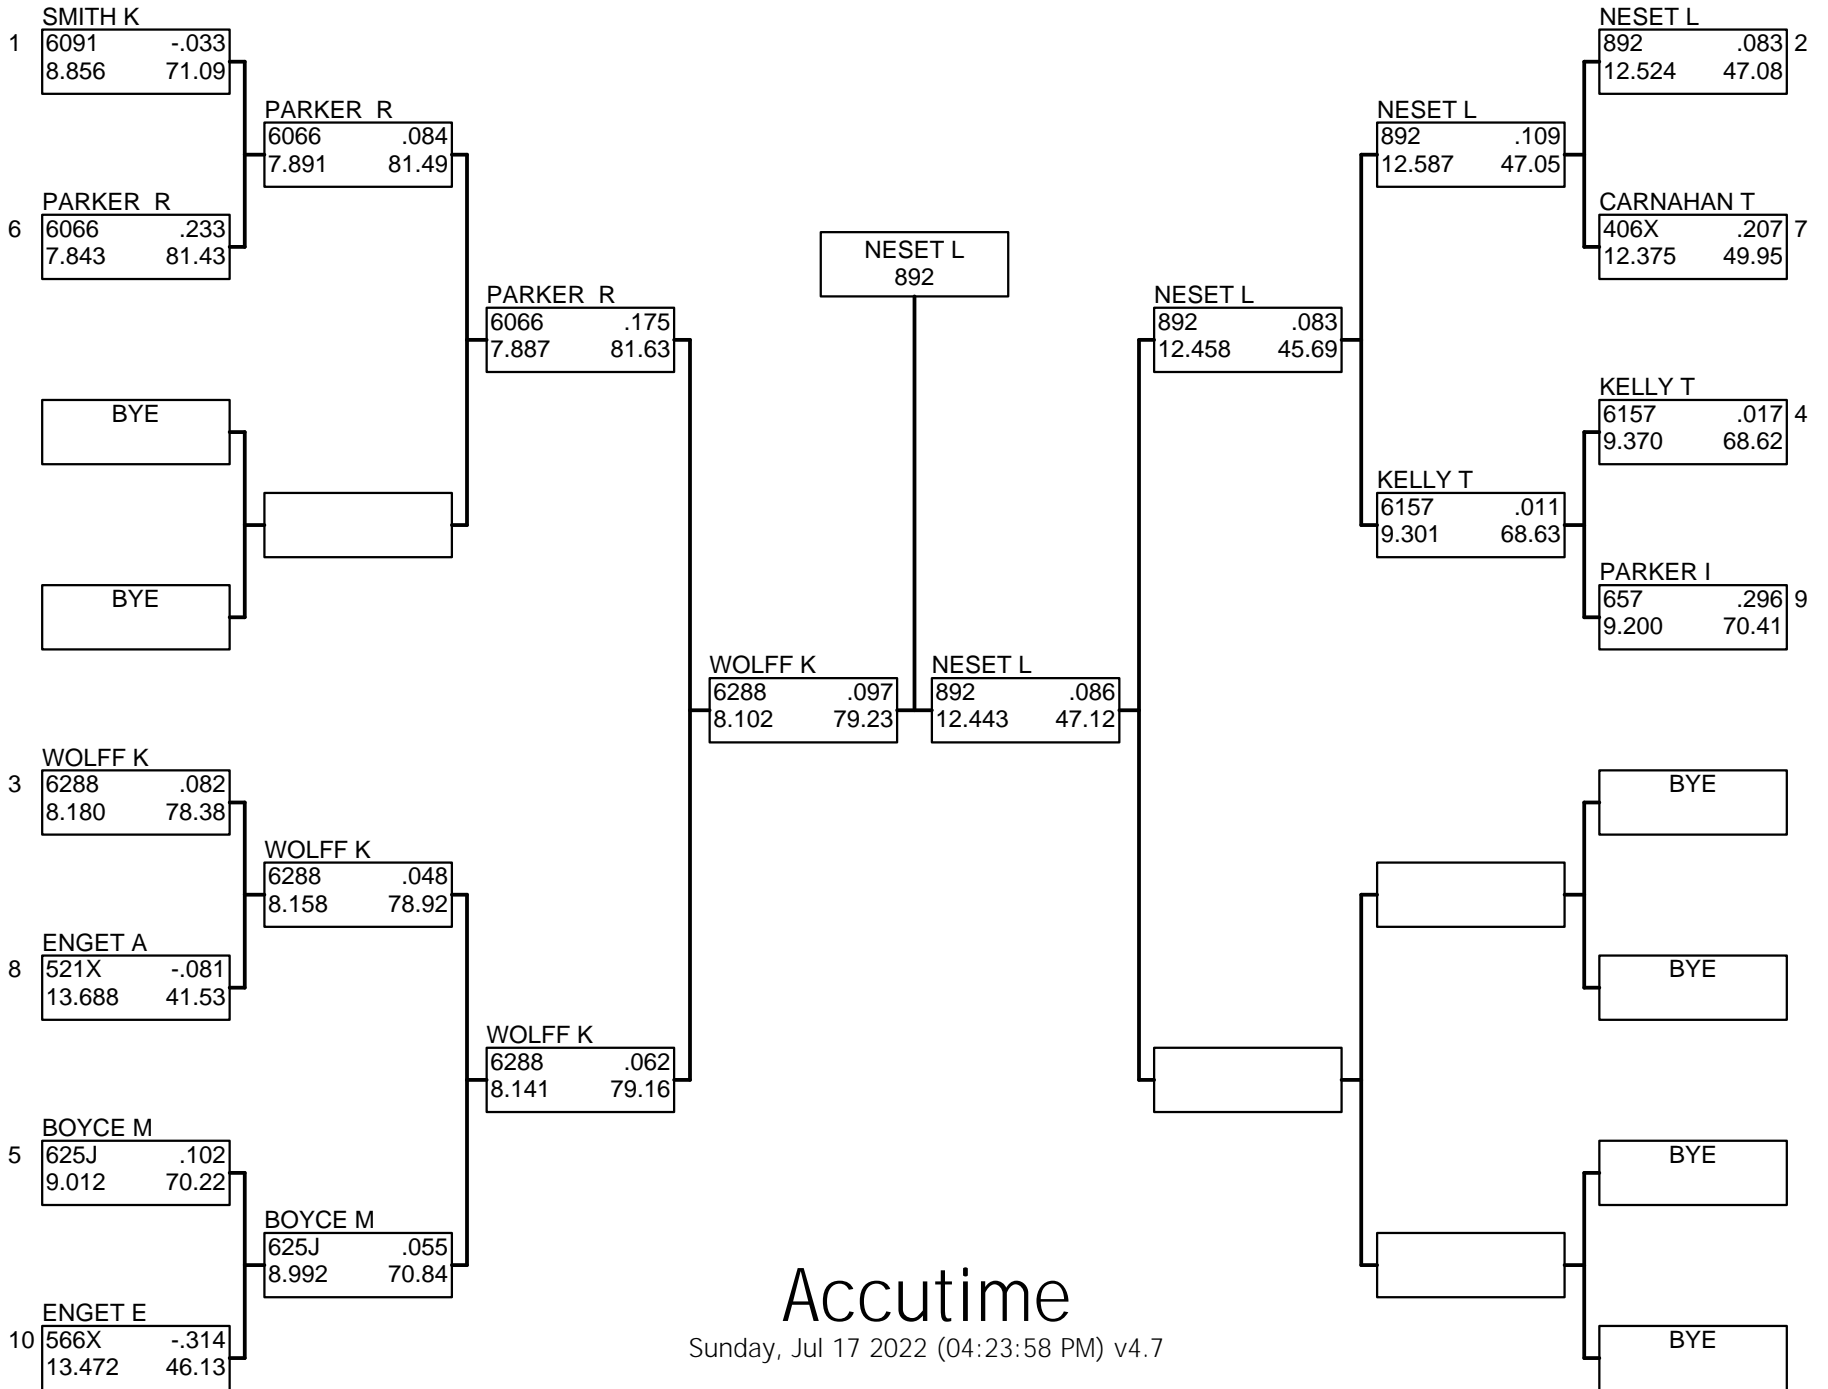 SMITH K
1 6091 -.033
8.856 71.09
PARKER  R
6 6066 .233
7.843 81.43
BYE
BYE
WOLFF K
3 6288 .082
8.180 78.38
ENGET A
8 521X -.081
13.688 41.53
BOYCE M
5 625J .102
9.012 70.22
ENGET E
10 566X -.314
13.472 46.13
PARKER  R
6066 .084
7.891 81.49
WOLFF K
6288 .048
8.158 78.92
BOYCE M
625J .055
8.992 70.84
PARKER  R
6066 .175
7.887 81.63
WOLFF K
6288 .062
8.141 79.16
WOLFF K
6288 .097
8.102 79.23
NESET L
892
NESET L
892 .086
12.443 47.12
NESET L
892 .083
12.458 45.69
NESET L
892 .109
12.587 47.05
KELLY T
6157 .011
9.301 68.63
NESET L
892 .083 2
12.524 47.08
CARNAHAN T
406X .207 7
12.375 49.95
KELLY T
6157 .017 4
9.370 68.62
PARKER I
657 .296 9
9.200 70.41
BYE
BYE
BYE
BYE
Accutime
Sunday, Jul 17 2022 (04:23:58 PM) v4.7